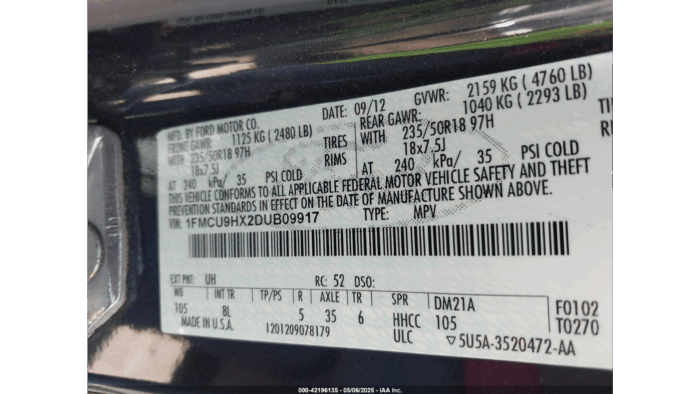 MFD. BY FORD MOTOR CO.
DATE: 09/12 GVWR: 2159 KG ( 4760 LB)
FRONT GAWR: 1125 KG ( 2480 LB) REAR GAWR: 1040 KG ( 2293 LB)
WITH 235/50R18 97H TIRES WITH 235/50R18 97H
18x7.5J RIMS 18x7.5J
AT 240 kPa/ 35 PSI COLD AT 240 kPa/ 35 PSI COLD
THIS VEHICLE CONFORMS TO ALL APPLICABLE FEDERAL MOTOR VEHICLE SAFETY AND THEFT
PREVENTION STANDARDS IN EFFECT ON THE DATE OF MANUFACTURE SHOWN ABOVE.
1FMCU9HX2DUB09917 TYPE: MPV
EXT PNT: UH RC: 52 DSO:
WB INT TR TP/PS R AXLE TR SPR DM21A F0102
105 8L 5 35 6 HHCC 105 T0270
MADE IN U.S.A. 1201209078179 ULC ▽5U5A-3520472-AA
000-42196135 - 05/06/2025 - IAA Inc.